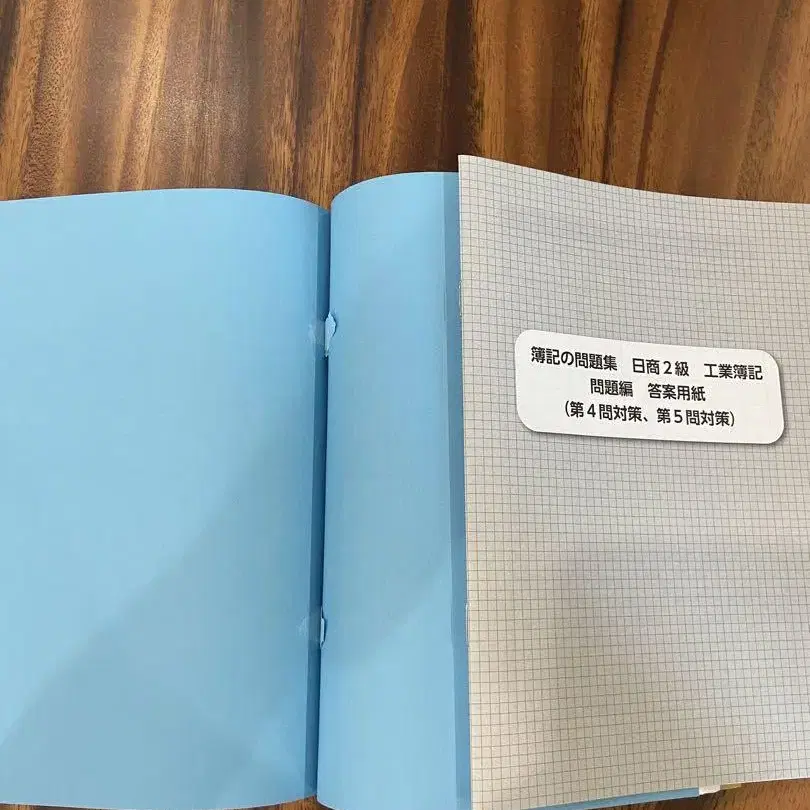 簿記の問題集　日商２級　工業簿記
問題編　答案用紙
（第４問対策、第５問対策）